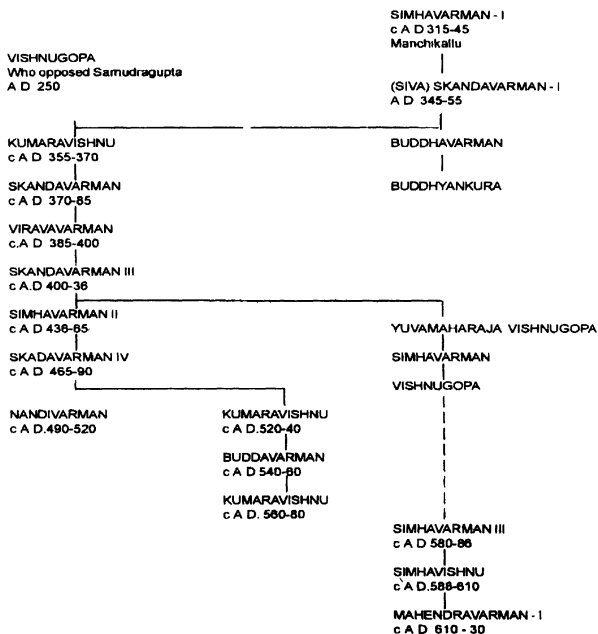 SIMHAVARMAN - I
c A D 315-45
Manchikallu
VISHNUGOPA
Who opposed Samudragupta
A D 250
(SIVA) SKANDAVARMAN - I
A D 345-55
KUMARAVISHNU
c A D 355-370
BUDDHAVARMAN
SKANDAVARMAN
c A D 370-85
BUDDHYANKURA
VIRAVAVARMAN
c.A D 385-400
SKANDAVARMAN III
c A.D 400-36
SIMHAVARMAN II
c A D 436-65
YUVAMAHARAJA VISHNUGOPA
SKADAVARMAN IV
c A D 465-90
SIMHAVARMAN
VISHNUGOPA
NANDIVARMAN
c A D.490-520
KUMARAVISHNU
c A D.520-40
BUDDAVARMAN
c A D 540-60
KUMARAVISHNU
c A D. 560-80
SIMHAVARMAN III
c A D 580-86
SIMHAVISHNU
c A D.586-610
MAHENDRAVARMAN - I
c A D 610 - 30